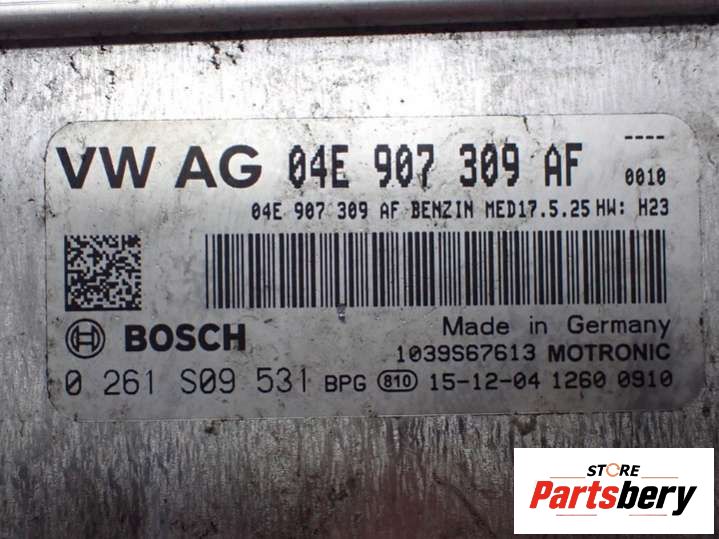 VW AG 04E 907 309 AF ----
0010
04E 907 309 AF BENZIN MED17.5.25 HW: H23
BOSCH Made in Germany
1039S67613 MOTRONIC
0 261 S09 531 BPG 810 15-12-04 1260 0910
STORE
Partsbery